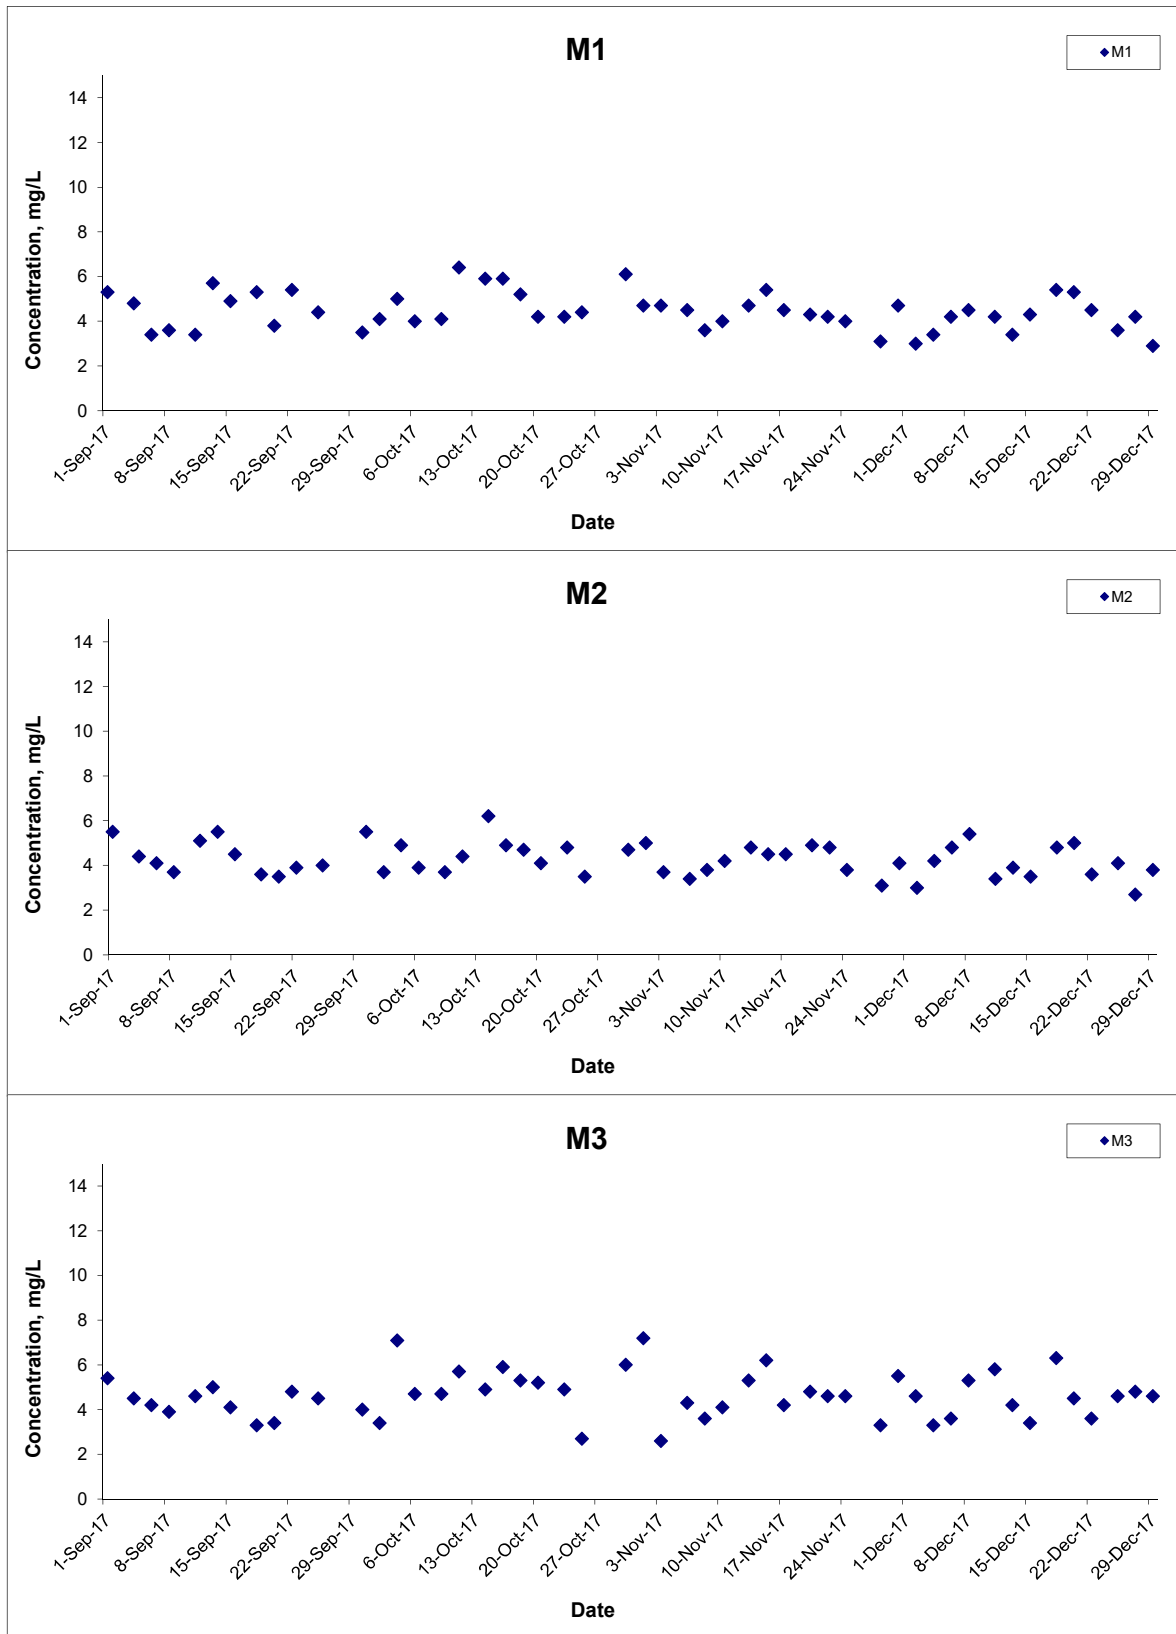 M1
M1
14
12
10
8
6
4
2
0
Concentration, mg/L
1-Sep-17
8-Sep-17
15-Sep-17
22-Sep-17
29-Sep-17
6-Oct-17
13-Oct-17
20-Oct-17
27-Oct-17
3-Nov-17
10-Nov-17
17-Nov-17
24-Nov-17
1-Dec-17
8-Dec-17
15-Dec-17
22-Dec-17
29-Dec-17
Date
M2
M2
14
12
10
8
6
4
2
0
Concentration, mg/L
1-Sep-17
8-Sep-17
15-Sep-17
22-Sep-17
29-Sep-17
6-Oct-17
13-Oct-17
20-Oct-17
27-Oct-17
3-Nov-17
10-Nov-17
17-Nov-17
24-Nov-17
1-Dec-17
8-Dec-17
15-Dec-17
22-Dec-17
29-Dec-17
Date
M3
M3
14
12
10
8
6
4
2
0
Concentration, mg/L
1-Sep-17
8-Sep-17
15-Sep-17
22-Sep-17
29-Sep-17
6-Oct-17
13-Oct-17
20-Oct-17
27-Oct-17
3-Nov-17
10-Nov-17
17-Nov-17
24-Nov-17
1-Dec-17
8-Dec-17
15-Dec-17
22-Dec-17
29-Dec-17
Date